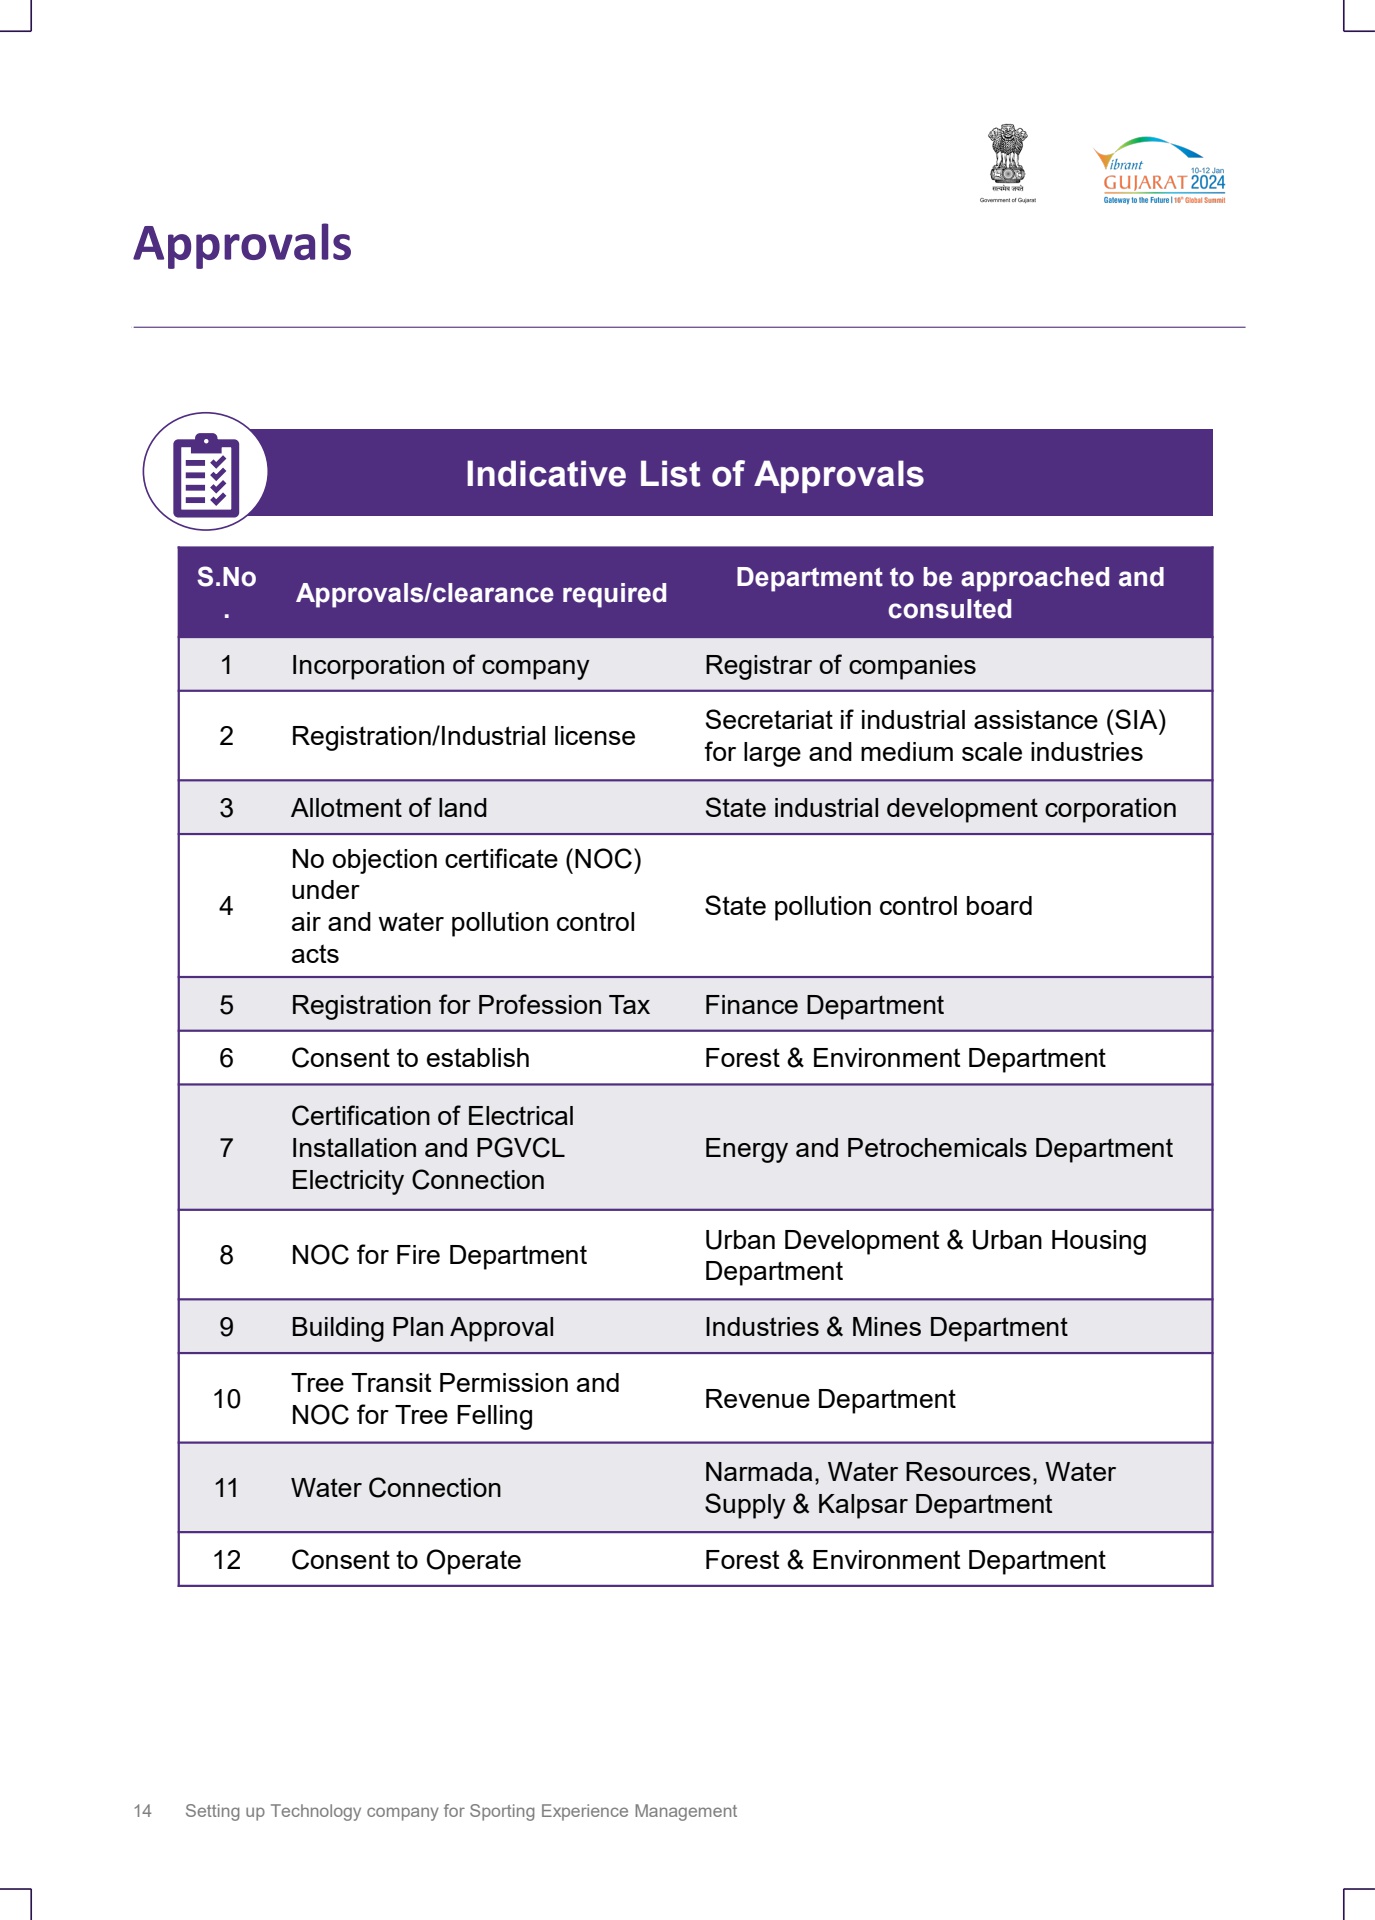 सत्यमेव जयते
Government of Gujarat
Vibrant
10-12 Jan
GUJARAT 2024
Gateway to the Future | 10th Global Summit
Approvals
Indicative List of Approvals
S.No
.
Approvals/clearance required
Department to be approached and
consulted
1 Incorporation of company Registrar of companies
2 Registration/Industrial license
Secretariat if industrial assistance (SIA)
for large and medium scale industries
3 Allotment of land State industrial development corporation
4
No objection certificate (NOC)
under
air and water pollution control
acts
State pollution control board
5 Registration for Profession Tax Finance Department
6 Consent to establish Forest & Environment Department
7
Certification of Electrical
Installation and PGVCL
Electricity Connection
Energy and Petrochemicals Department
8 NOC for Fire Department
Urban Development & Urban Housing
Department
9 Building Plan Approval Industries & Mines Department
10
Tree Transit Permission and
NOC for Tree Felling
Revenue Department
11 Water Connection
Narmada, Water Resources, Water
Supply & Kalpsar Department
12 Consent to Operate Forest & Environment Department
14 Setting up Technology company for Sporting Experience Management